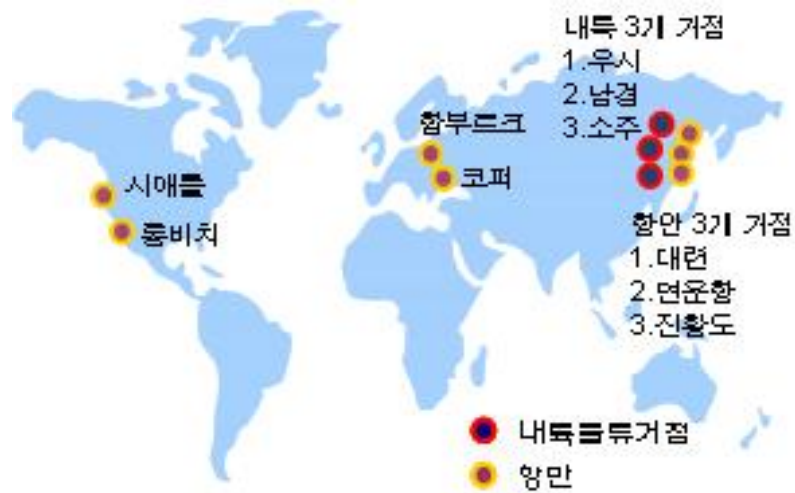 내륙 3개 거점
1.우시
2.남경
3.소주
함부르크
코퍼
시애틀
롱비치
항안 3개 거점
1.대련
2.연운항
3.진황도
내륙물류거점
항만